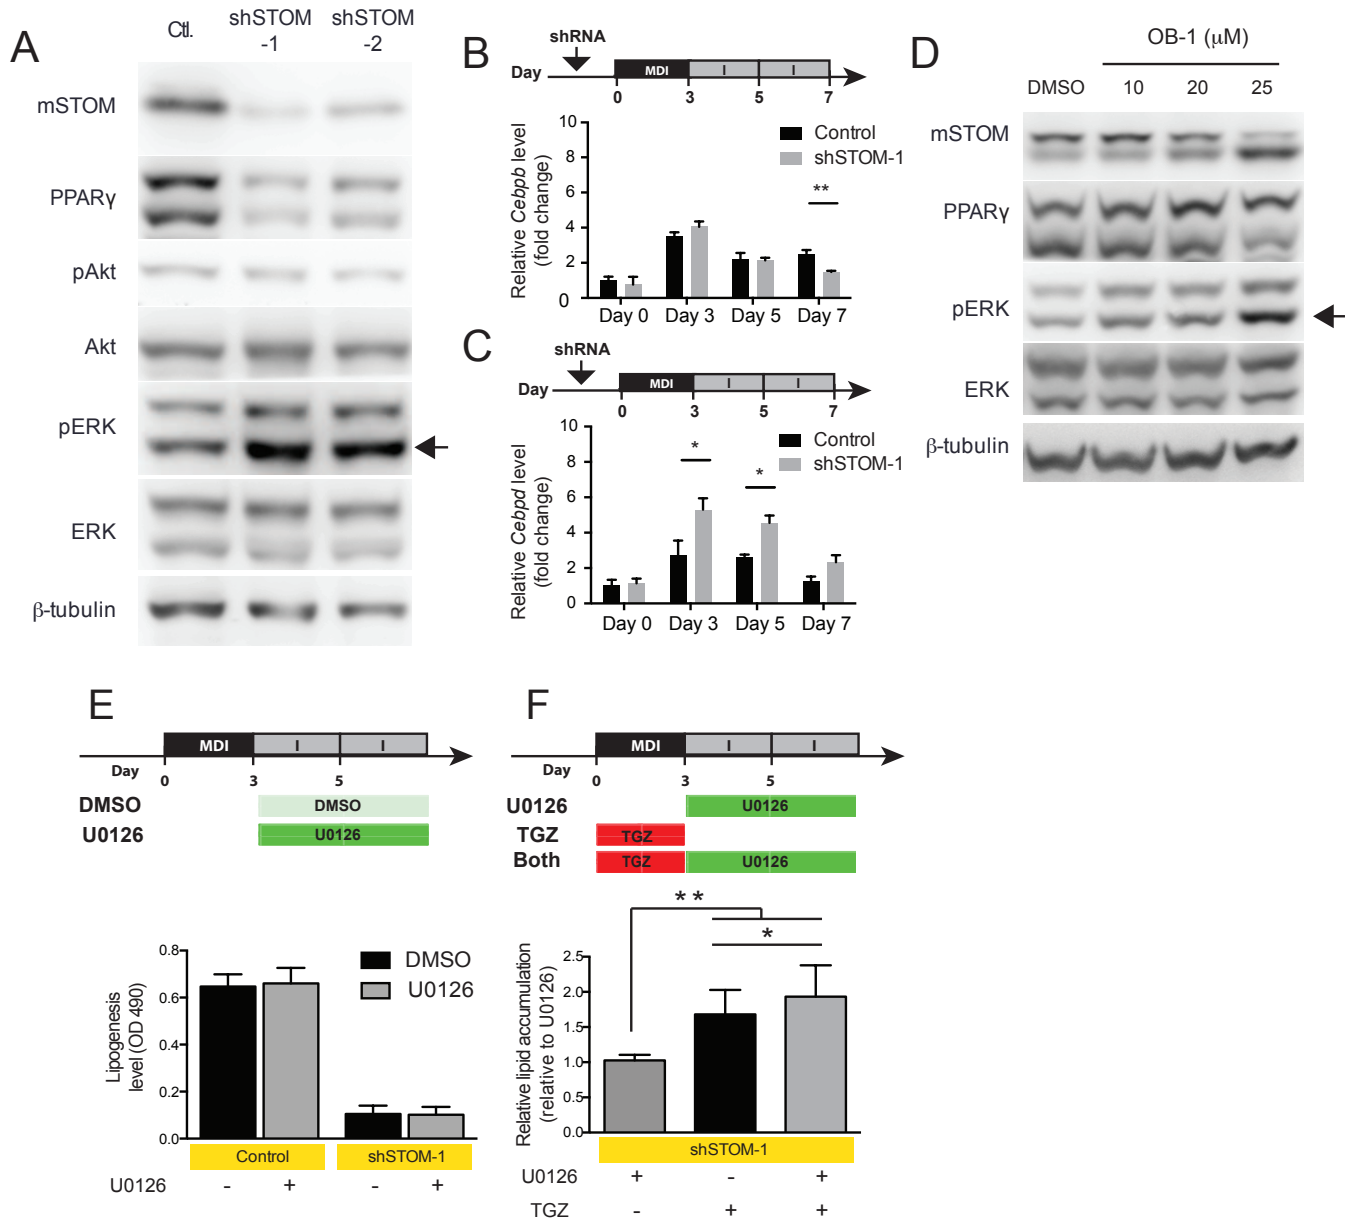 A
Ctl.
shSTOM
-1
shSTOM
-2
mSTOM
PPARγ
pAkt
Akt
pERK
ERK
β-tubulin
B
shRNA
Day
MDI
I
I
0
3
5
7
Relative Cebpb level
(fold change)
10
8
6
4
2
0
Control
shSTOM-1
**
Day 0
Day 3
Day 5
Day 7
C
shRNA
Day
MDI
I
I
0
3
5
7
Relative Cebpd level
(fold change)
10
8
6
4
2
0
Control
shSTOM-1
*
*
Day 0
Day 3
Day 5
Day 7
D
OB-1 (μM)
DMSO
10
20
25
mSTOM
PPARγ
pERK
ERK
β-tubulin
E
MDI
I
I
Day
0
3
5
DMSO
DMSO
U0126
U0126
Lipogenesis
level (OD 490)
0.8
0.6
0.4
0.2
0.0
DMSO
U0126
Control
shSTOM-1
U0126
-
+
-
+
F
MDI
I
I
Day
0
3
5
U0126
U0126
TGZ
TGZ
Both
TGZ
U0126
**
*
Relative lipid accumulation
(relative to U0126)
2.5
2.0
1.5
1.0
0.5
0.0
shSTOM-1
U0126
+
-
+
TGZ
-
+
+